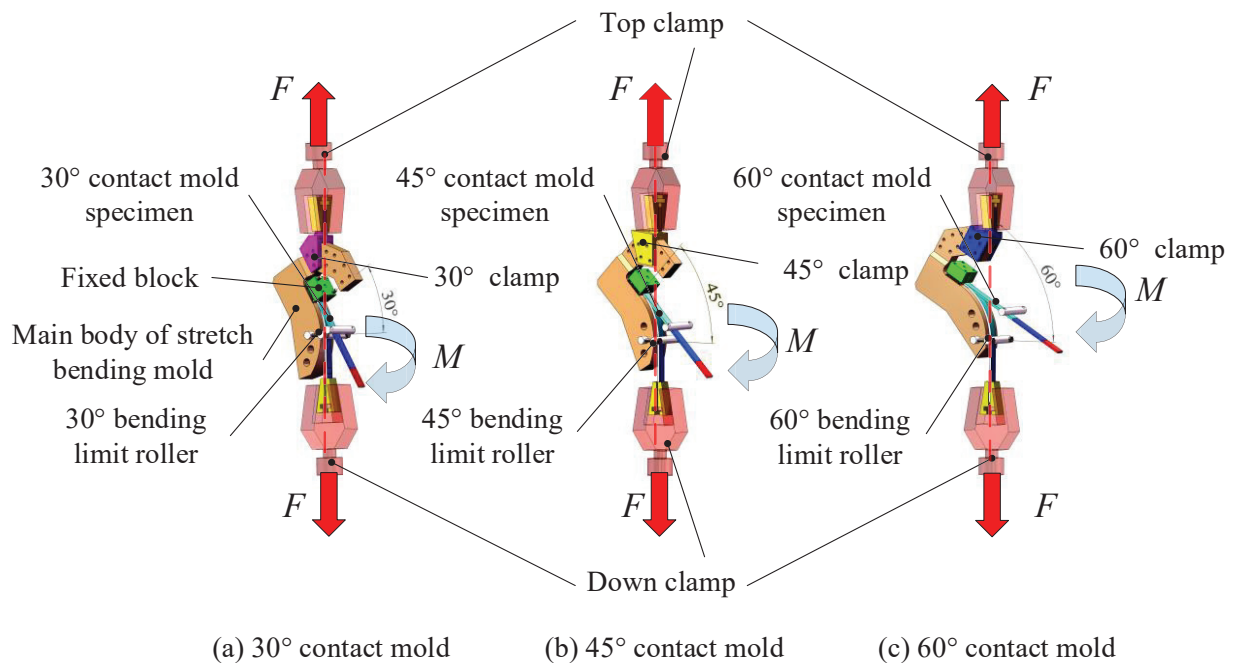 Top clamp
F
F
F
30° contact mold
specimen
45° contact mold
specimen
60° contact mold
specimen
Fixed block
30° clamp
45° clamp
60° clamp
30°
45°
60°
M
M
M
Main body of stretch
bending mold
30° bending
limit roller
45° bending
limit roller
60° bending
limit roller
F
F
F
Down clamp
(a) 30° contact mold
(b) 45° contact mold
(c) 60° contact mold